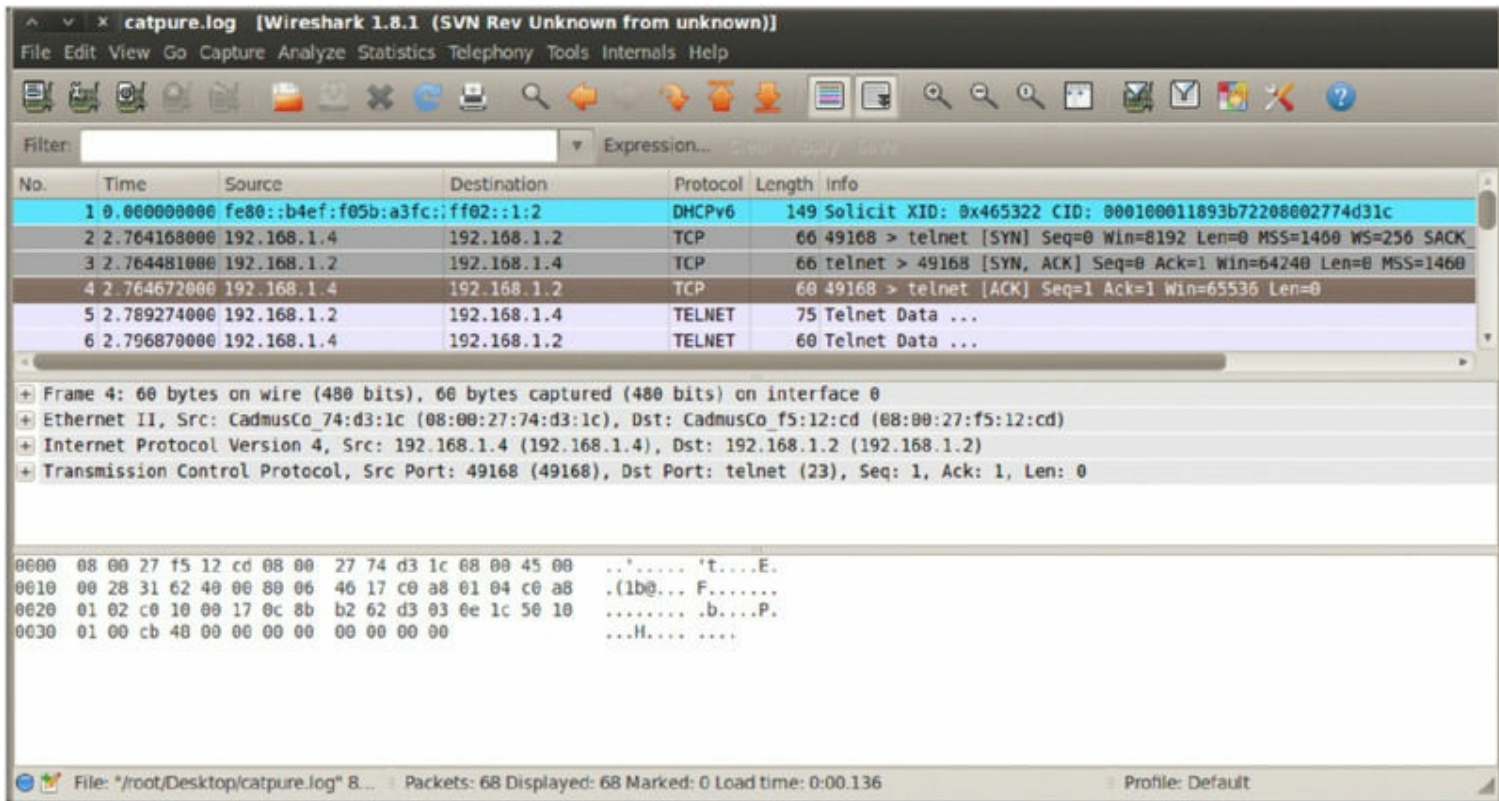 catpure.log [Wireshark 1.8.1 (SVN Rev Unknown from unknown)]
File Edit View Go Capture Analyze Statistics Telephony Tools Internals Help
Filter: Expression... Clear Apply Save
No. Time Source Destination Protocol Length Info
1 0.000000000 fe80::b4ef:f05b:a3fc: ff02::1:2 DHCPv6 149 Solicit XID: 0x465322 CID: 000100011893b72208002774d31c
2 2.764168000 192.168.1.4 192.168.1.2 TCP 66 49168 > telnet [SYN] Seq=0 Win=8192 Len=0 MSS=1460 WS=256 SACK_
3 2.764481000 192.168.1.2 192.168.1.4 TCP 66 telnet > 49168 [SYN, ACK] Seq=0 Ack=1 Win=64240 Len=0 MSS=1460
4 2.764672000 192.168.1.4 192.168.1.2 TCP 60 49168 > telnet [ACK] Seq=1 Ack=1 Win=65536 Len=0
5 2.789274000 192.168.1.2 192.168.1.4 TELNET 75 Telnet Data ...
6 2.796870000 192.168.1.4 192.168.1.2 TELNET 60 Telnet Data ...
Frame 4: 60 bytes on wire (480 bits), 60 bytes captured (480 bits) on interface 0
Ethernet II, Src: CadmusCo_74:d3:1c (08:00:27:74:d3:1c), Dst: CadmusCo_f5:12:cd (08:00:27:f5:12:cd)
Internet Protocol Version 4, Src: 192.168.1.4 (192.168.1.4), Dst: 192.168.1.2 (192.168.1.2)
Transmission Control Protocol, Src Port: 49168 (49168), Dst Port: telnet (23), Seq: 1, Ack: 1, Len: 0
0000 08 00 27 f5 12 cd 08 00 27 74 d3 1c 08 00 45 00 ..'..... 't....E.
0010 00 28 31 62 40 00 80 06 46 17 c0 a8 01 04 c0 a8 .(1b@... F.......
0020 01 02 c0 10 00 17 0c 8b b2 62 d3 03 0e 1c 50 10 ........ .b....P.
0030 01 00 cb 48 00 00 00 00 00 00 00 00 ...H.... ....
File: "/root/Desktop/catpure.log" 8... Packets: 68 Displayed: 68 Marked: 0 Load time: 0:00.136 Profile: Default